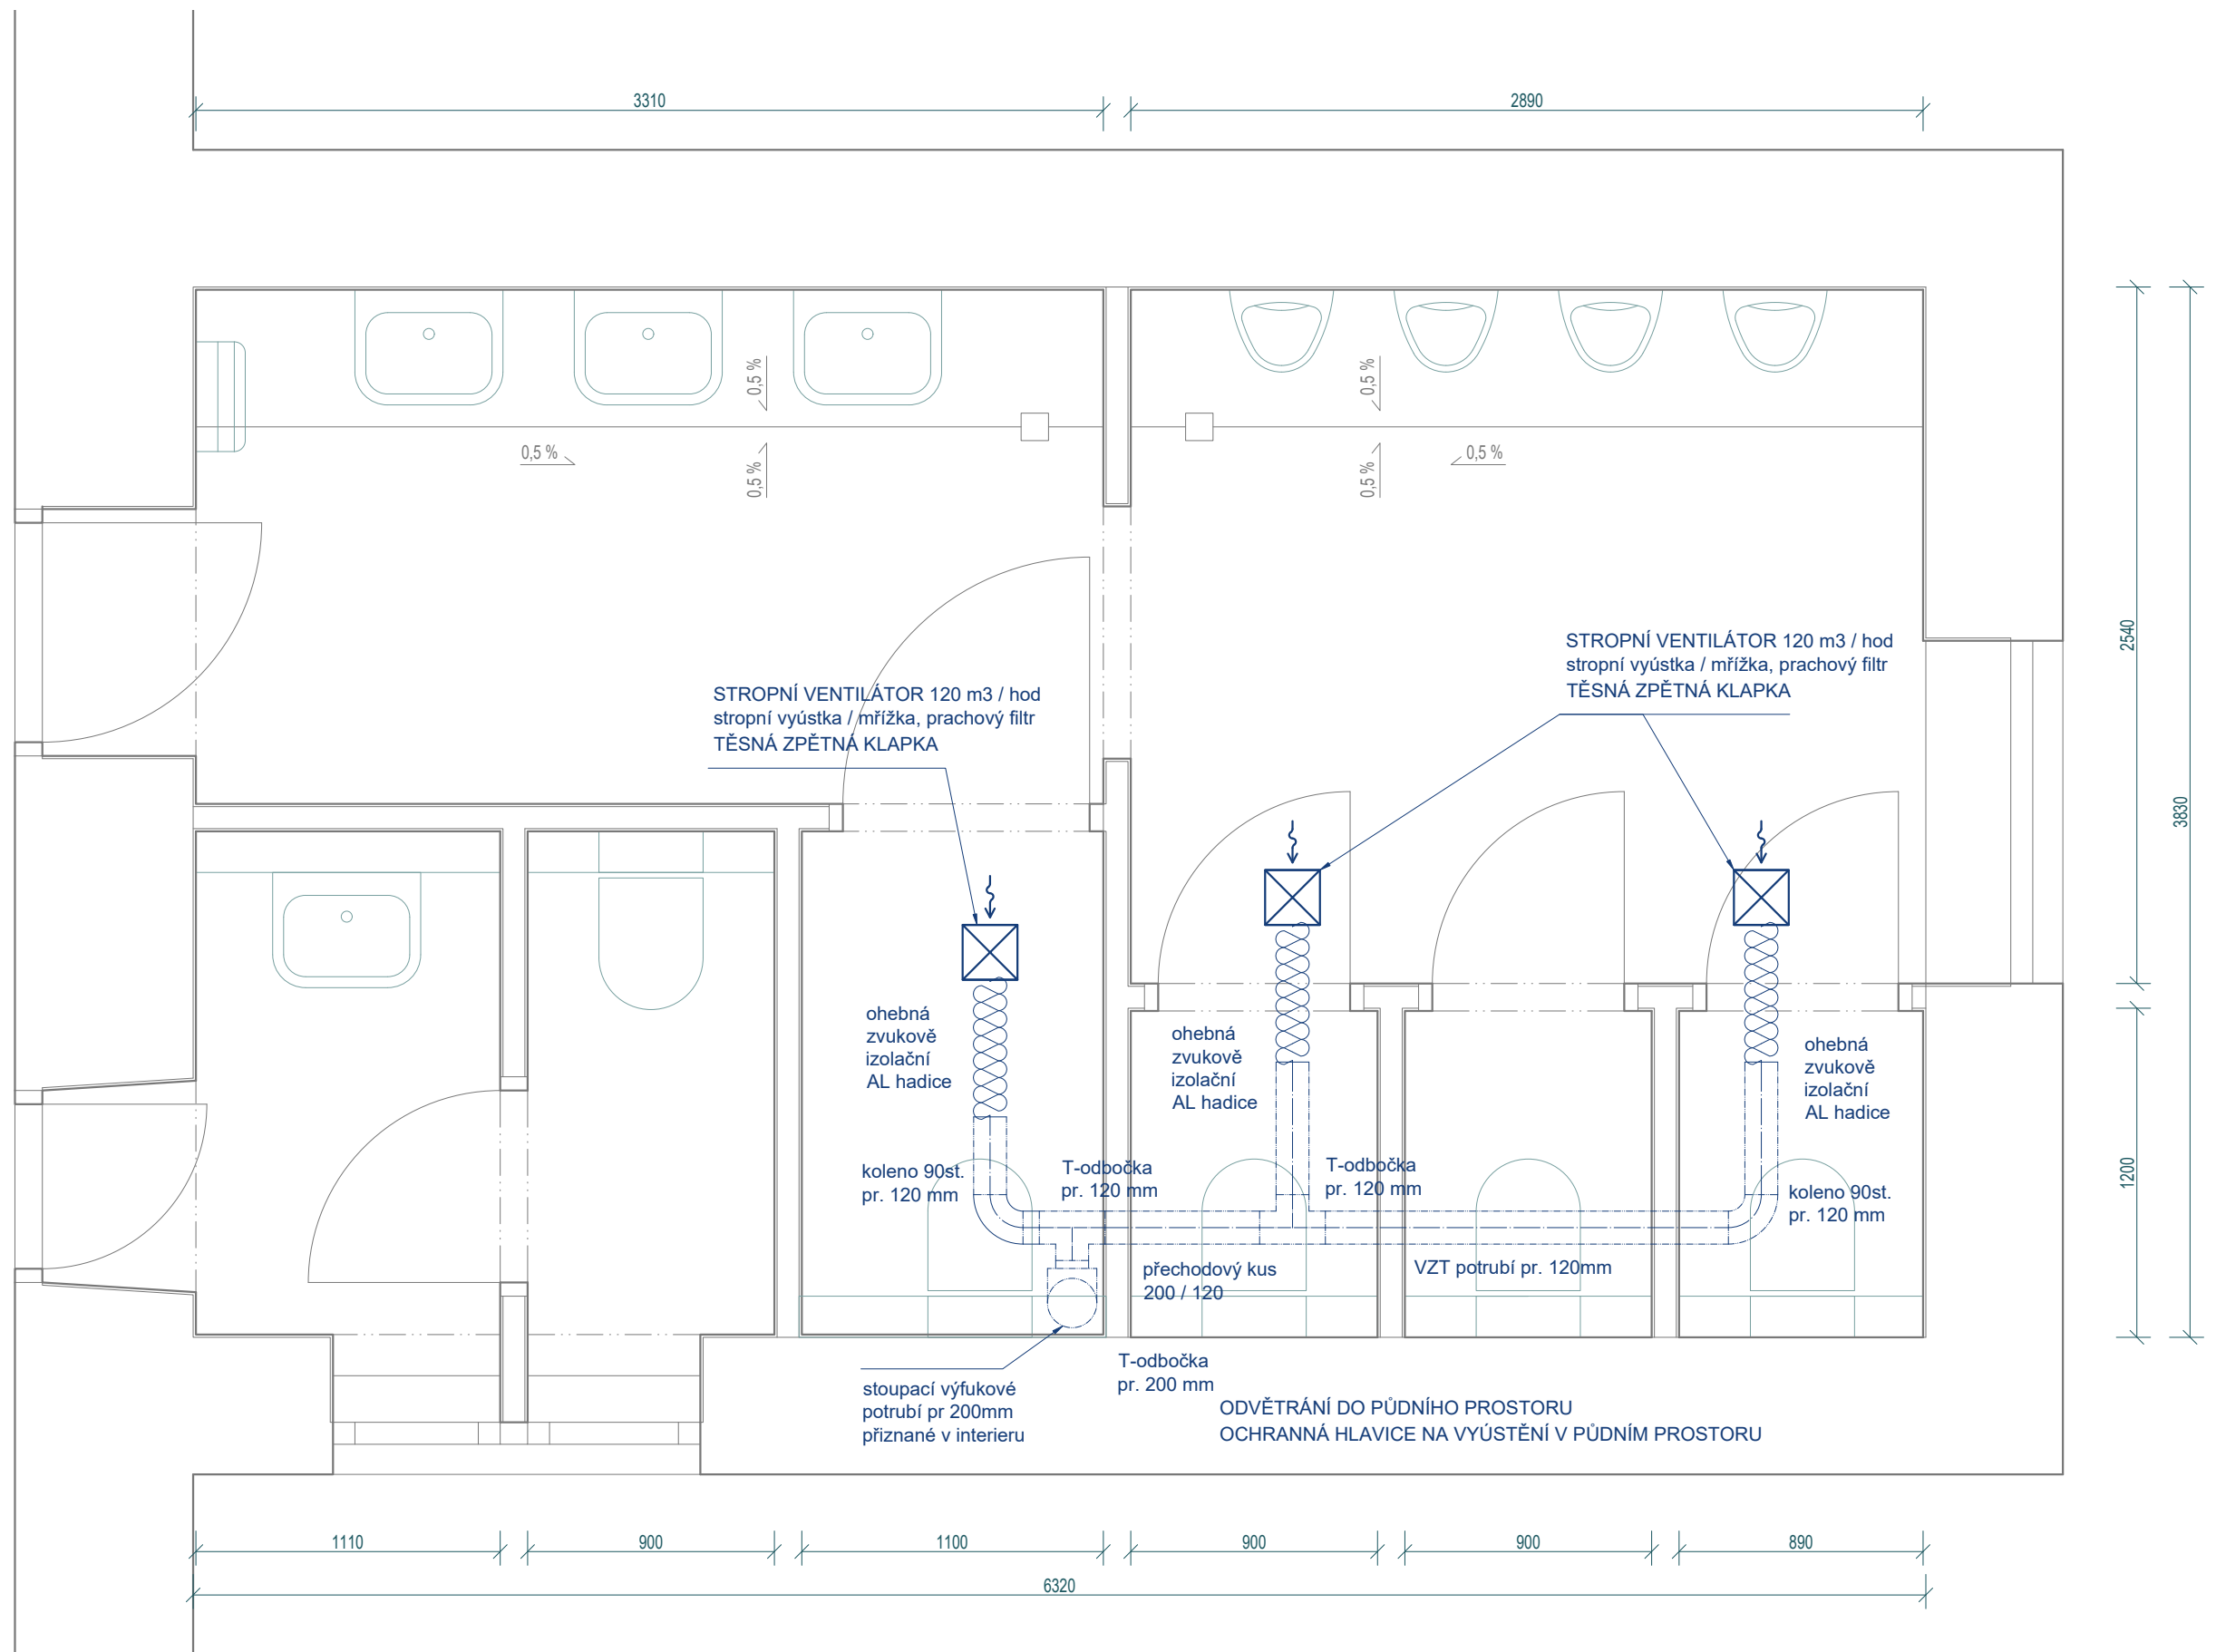 3310
2890
0,5 %
0,5 %
0,5 %
0,5 %
0,5 %
0,5 %
STROPNÍ VENTILÁTOR 120 m3 / hod
stropní vyústka / mřížka, prachový filtr
TĚSNÁ ZPĚTNÁ KLAPKA
STROPNÍ VENTILÁTOR 120 m3 / hod
stropní vyústka / mřížka, prachový filtr
TĚSNÁ ZPĚTNÁ KLAPKA
2540
3830
1200
ohebná
zvukově
izolační
AL hadice
ohebná
zvukově
izolační
AL hadice
ohebná
zvukově
izolační
AL hadice
koleno 90st.
pr. 120 mm
T-odbočka
pr. 120 mm
T-odbočka
pr. 120 mm
koleno 90st.
pr. 120 mm
přechodový kus
200 / 120
VZT potrubí pr. 120mm
stoupací výfukové
potrubí pr 200mm
přiznané v interieru
T-odbočka
pr. 200 mm
ODVĚTRÁNÍ DO PŮDNÍHO PROSTORU
OCHRANNÁ HLAVICE NA VYÚSTĚNÍ V PŮDNÍM PROSTORU
1110
900
1100
900
900
890
6320